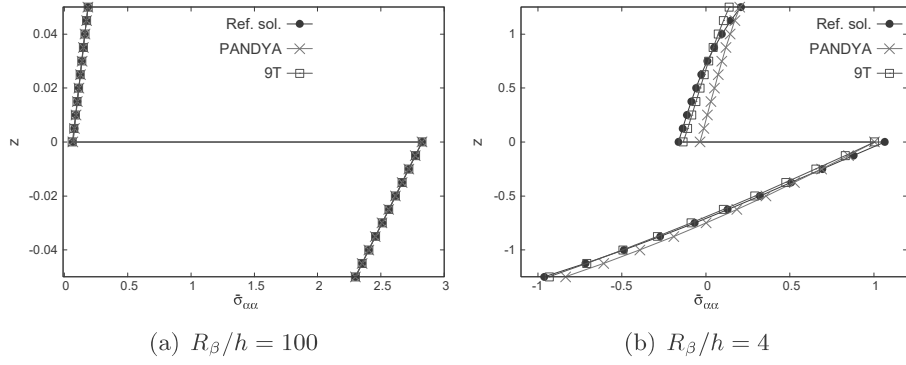 0.04
0.02
0
-0.02
-0.04
z
0
0.5
1
1.5
2
2.5
3
σ̄αα
Ref. sol.
PANDYA
9T
(a) Rβ/h = 100
1
0.5
0
-0.5
-1
z
-1
-0.5
0
0.5
1
σ̄αα
Ref. sol.
PANDYA
9T
(b) Rβ/h = 4